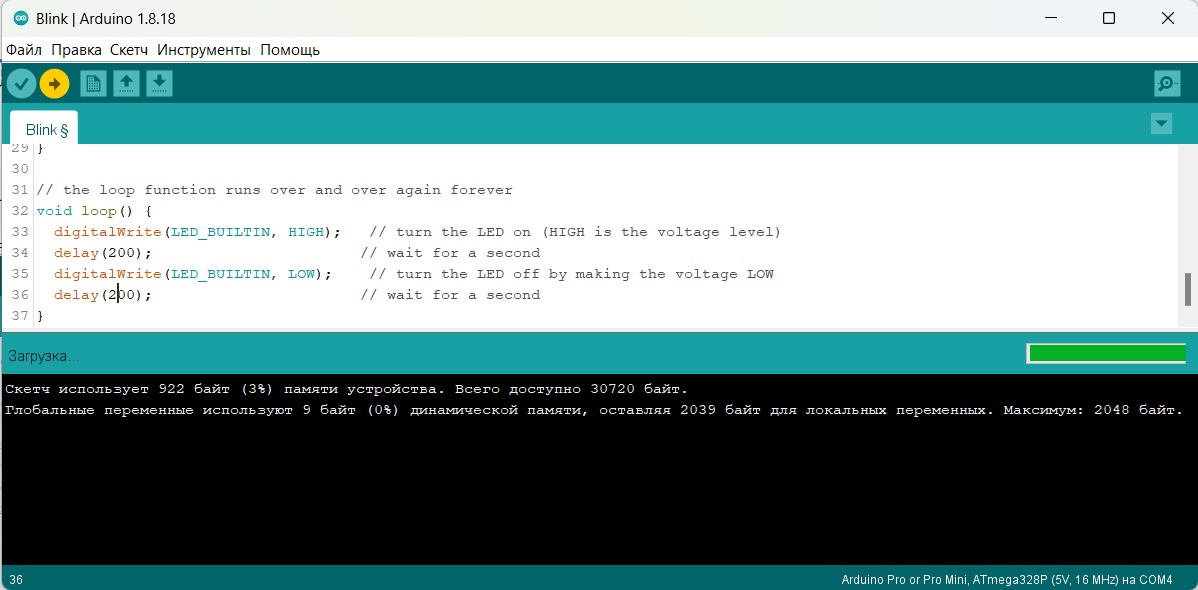 Blink | Arduino 1.8.18
Файл Правка Скетч Инструменты Помощь
Blink §
29 }
30
31 // the loop function runs over and over again forever
32 void loop() {
33 digitalWrite(LED_BUILTIN, HIGH); // turn the LED on (HIGH is the voltage level)
34 delay(200); // wait for a second
35 digitalWrite(LED_BUILTIN, LOW); // turn the LED off by making the voltage LOW
36 delay(200); // wait for a second
37 }
Загрузка...
Скетч использует 922 байт (3%) памяти устройства. Всего доступно 30720 байт.
Глобальные переменные используют 9 байт (0%) динамической памяти, оставляя 2039 байт для локальных переменных. Максимум: 2048 байт.
36 Arduino Pro or Pro Mini, ATmega328P (5V, 16 MHz) на COM4